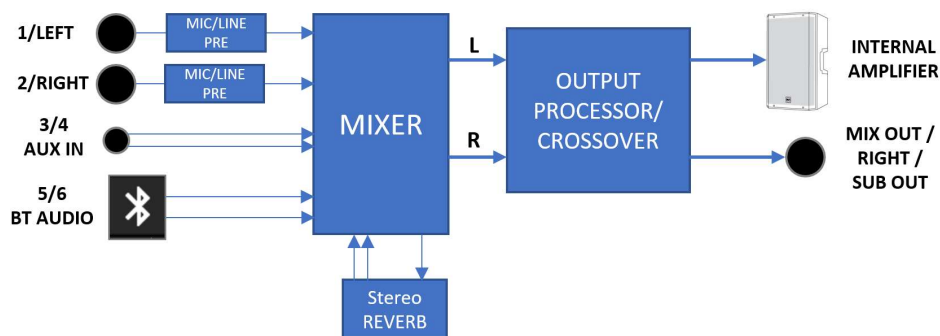 1/LEFT
MIC/LINE
PRE
2/RIGHT
MIC/LINE
PRE
3/4
AUX IN
5/6
BT AUDIO
MIXER
L
R
Stereo
REVERB
OUTPUT
PROCESSOR/
CROSSOVER
INTERNAL
AMPLIFIER
MIX OUT /
RIGHT /
SUB OUT